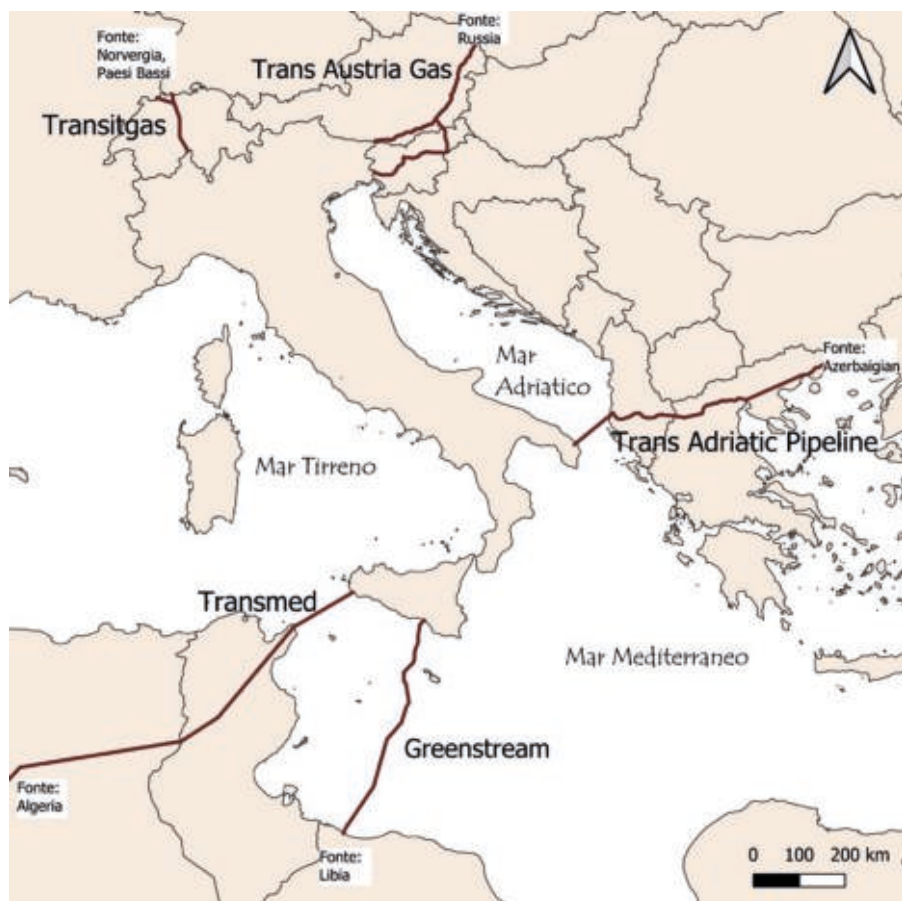 Fonte:
Norvergia,
Paesi Bassi
Fonte:
Russia
Trans Austria Gas
Transitgas
Mar
Adriatico
Fonte:
Azerbaigian
Trans Adriatic Pipeline
Mar Tirreno
Transmed
Mar Mediterraneo
Greenstream
Fonte:
Algeria
Fonte:
Libia
0 100 200 km